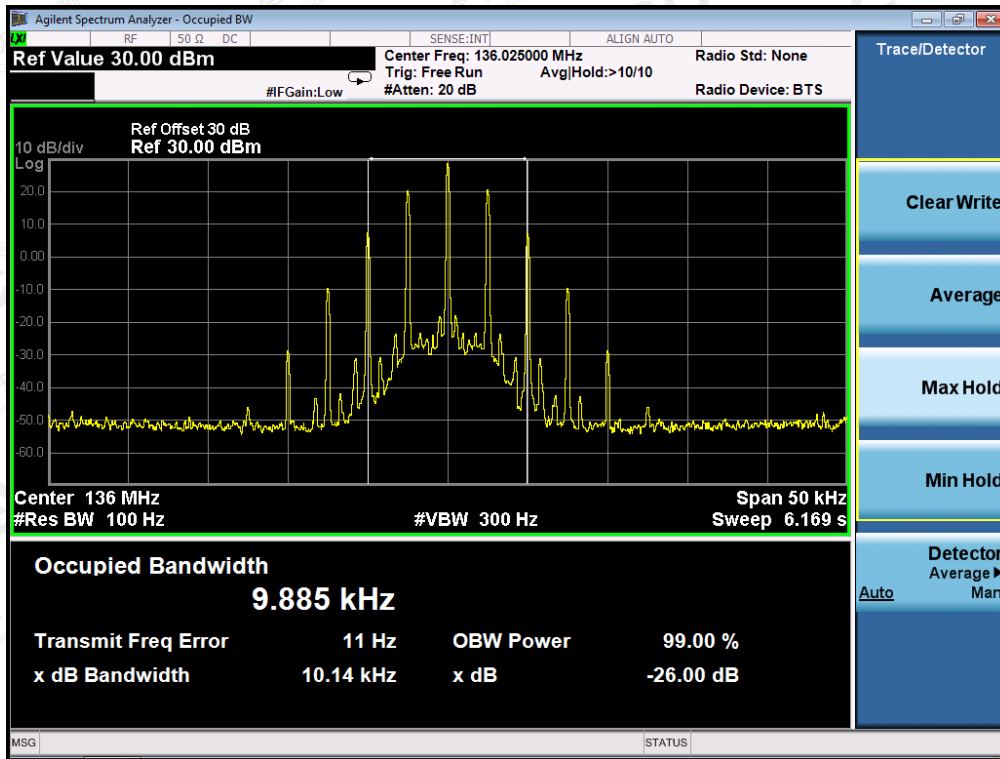 Agilent Spectrum Analyzer - Occupied BW
LXI RF 50 Ω DC SENSE:INT ALIGN AUTO
Ref Value 30.00 dBm
Center Freq: 136.025000 MHz
Radio Std: None
Trig: Free Run Avg|Hold:>10/10
#IFGain:Low
#Atten: 20 dB
Radio Device: BTS
Trace/Detector
Ref Offset 30 dB
10 dB/div Ref 30.00 dBm
Log
20.0
10.0
0.00
-10.0
-20.0
-30.0
-40.0
-50.0
-60.0
Center 136 MHz Span 50 kHz
#Res BW 100 Hz #VBW 300 Hz Sweep 6.169 s
Clear Write
Average
Max Hold
Min Hold
Detector
Average
Auto Man
Occupied Bandwidth
9.885 kHz
Transmit Freq Error 11 Hz OBW Power 99.00 %
x dB Bandwidth 10.14 kHz x dB -26.00 dB
MSG STATUS